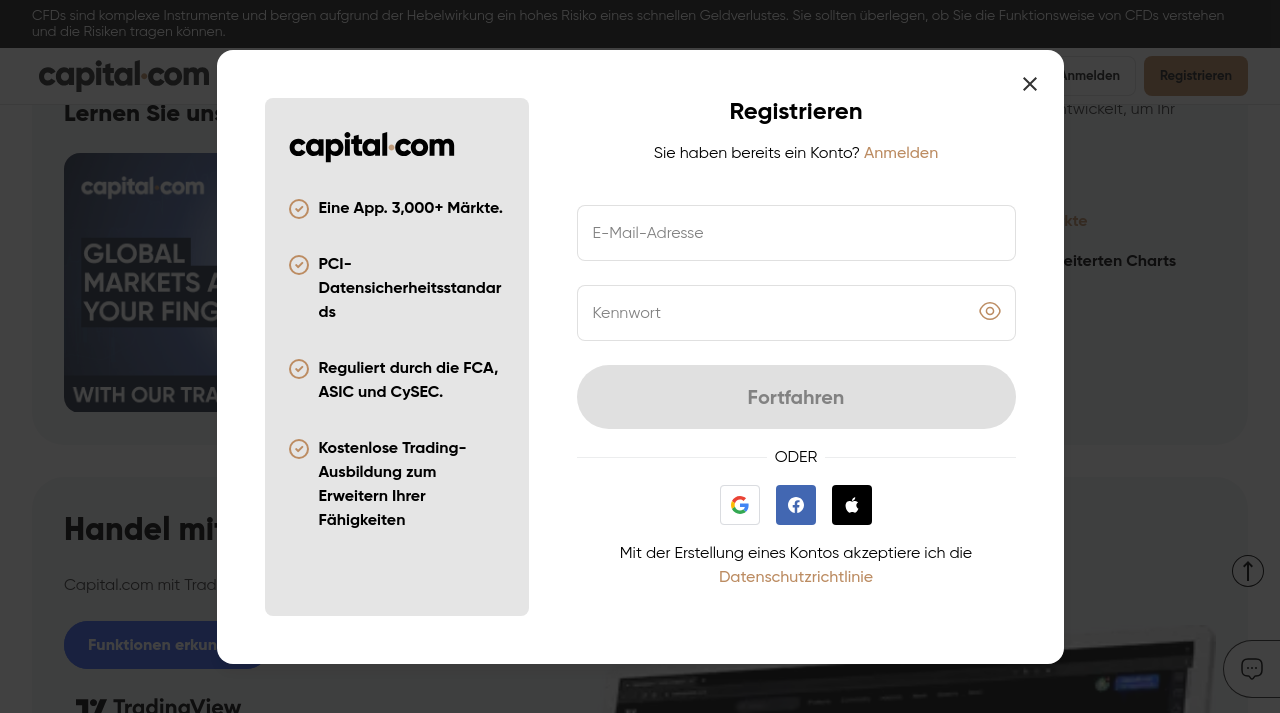 CFDs sind komplexe Instrumente und bergen aufgrund der Hebelwirkung ein hohes Risiko eines schnellen Geldverlustes. Sie sollten überlegen, ob Sie die Funktionsweise von CFDs verstehen
und die Risiken tragen können.
capital.com
Anmelden
Registrieren
Lernen Sie uns
ntwickelt, um Ihr
capital.com
GLOBAL
MARKETS A
YOUR FING
WITH OUR TRA
kte
eiterten Charts
capital.com
Eine App. 3,000+ Märkte.
PCI-
Datensicherheitsstandar
ds
Reguliert durch die FCA,
ASIC und CySEC.
Kostenlose Trading-
Ausbildung zum
Erweitern Ihrer
Fähigkeiten
Registrieren
Sie haben bereits ein Konto? Anmelden
E-Mail-Adresse
Kennwort
Fortfahren
ODER
Mit der Erstellung eines Kontos akzeptiere ich die
Datenschutzrichtlinie
Handel mit
Capital.com mit Trad
Funktionen erkun
TradingView